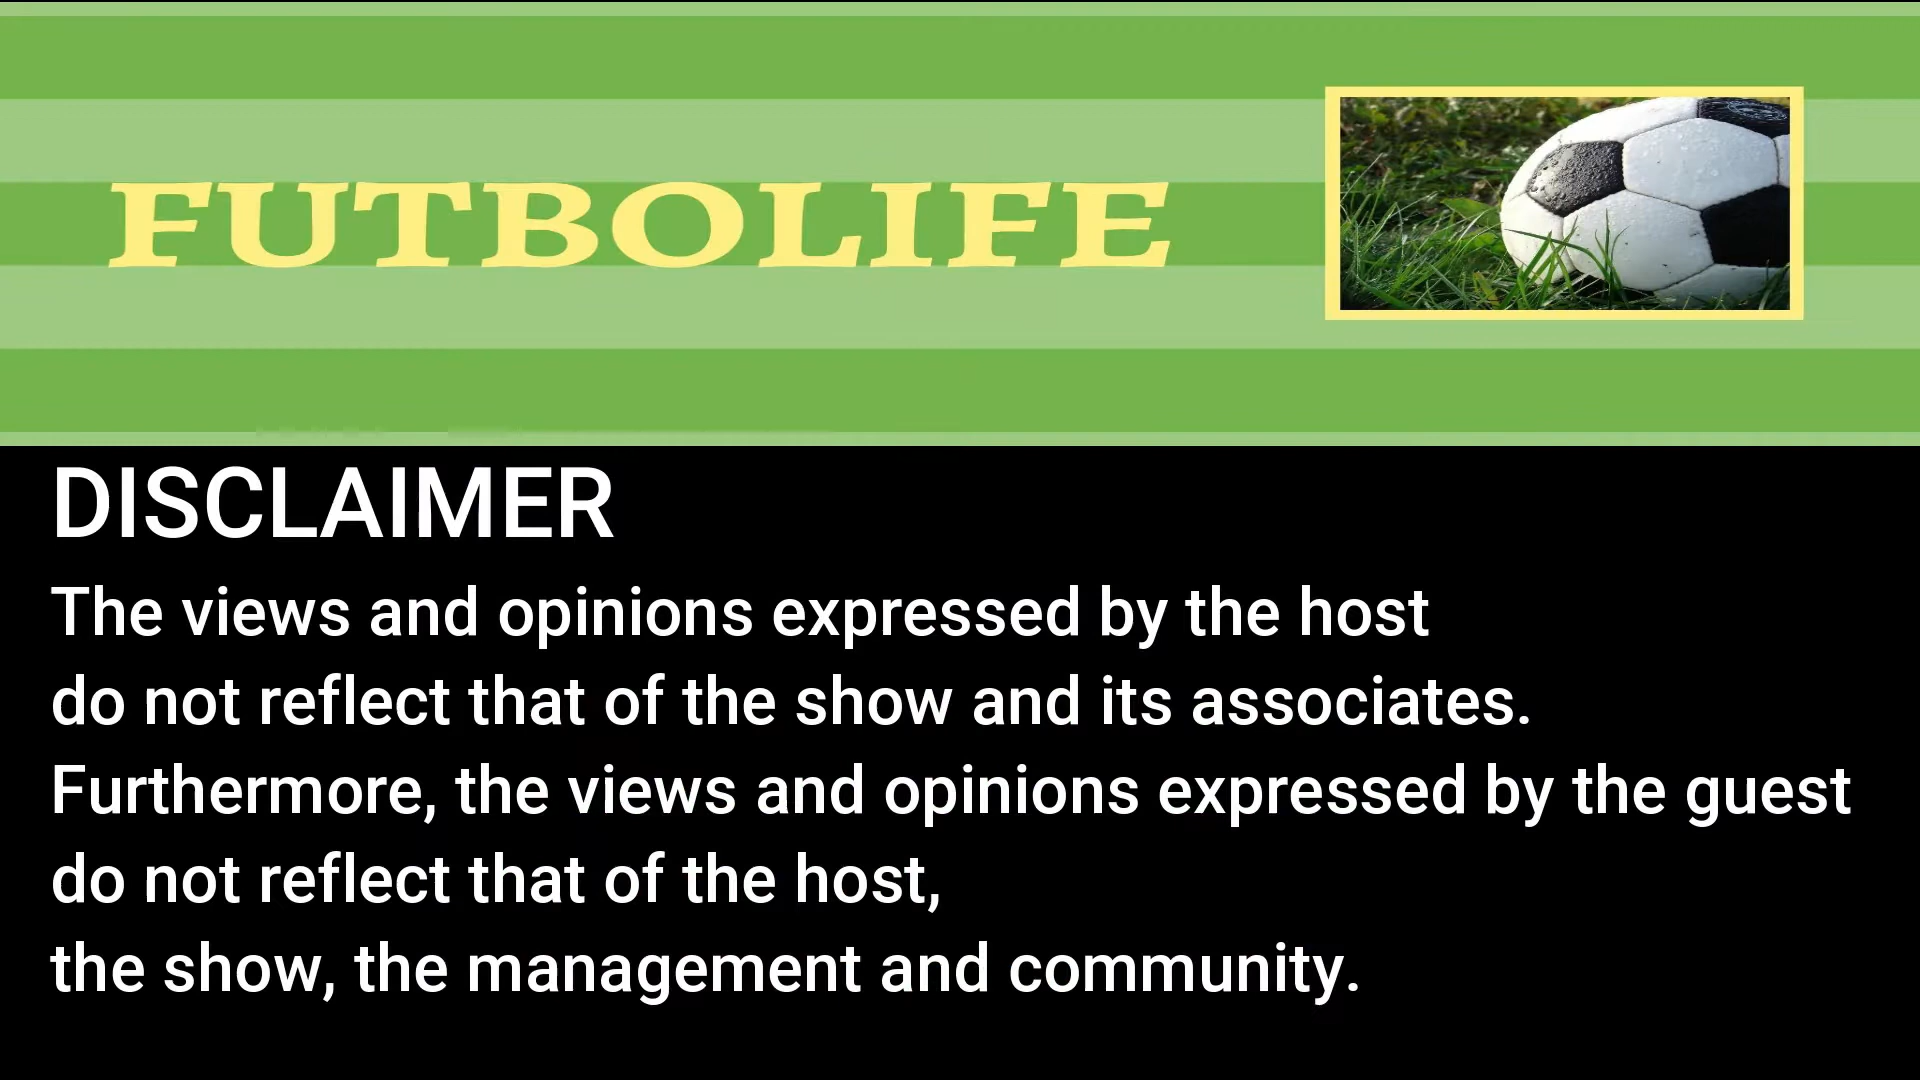 FUTBOLIFE
DISCLAIMER
The views and opinions expressed by the host
do not reflect that of the show and its associates.
Furthermore, the views and opinions expressed by the guest
do not reflect that of the host,
the show, the management and community.